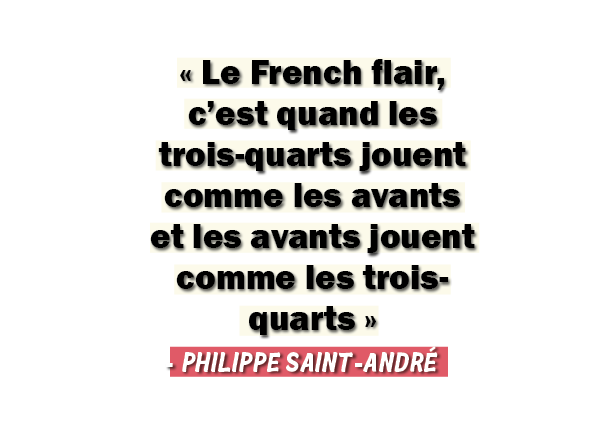 « Le French flair,
c’est quand les
trois-quarts jouent
comme les avants
et les avants jouent
comme les trois-
quarts »
- PHILIPPE SAINT-ANDRÉ